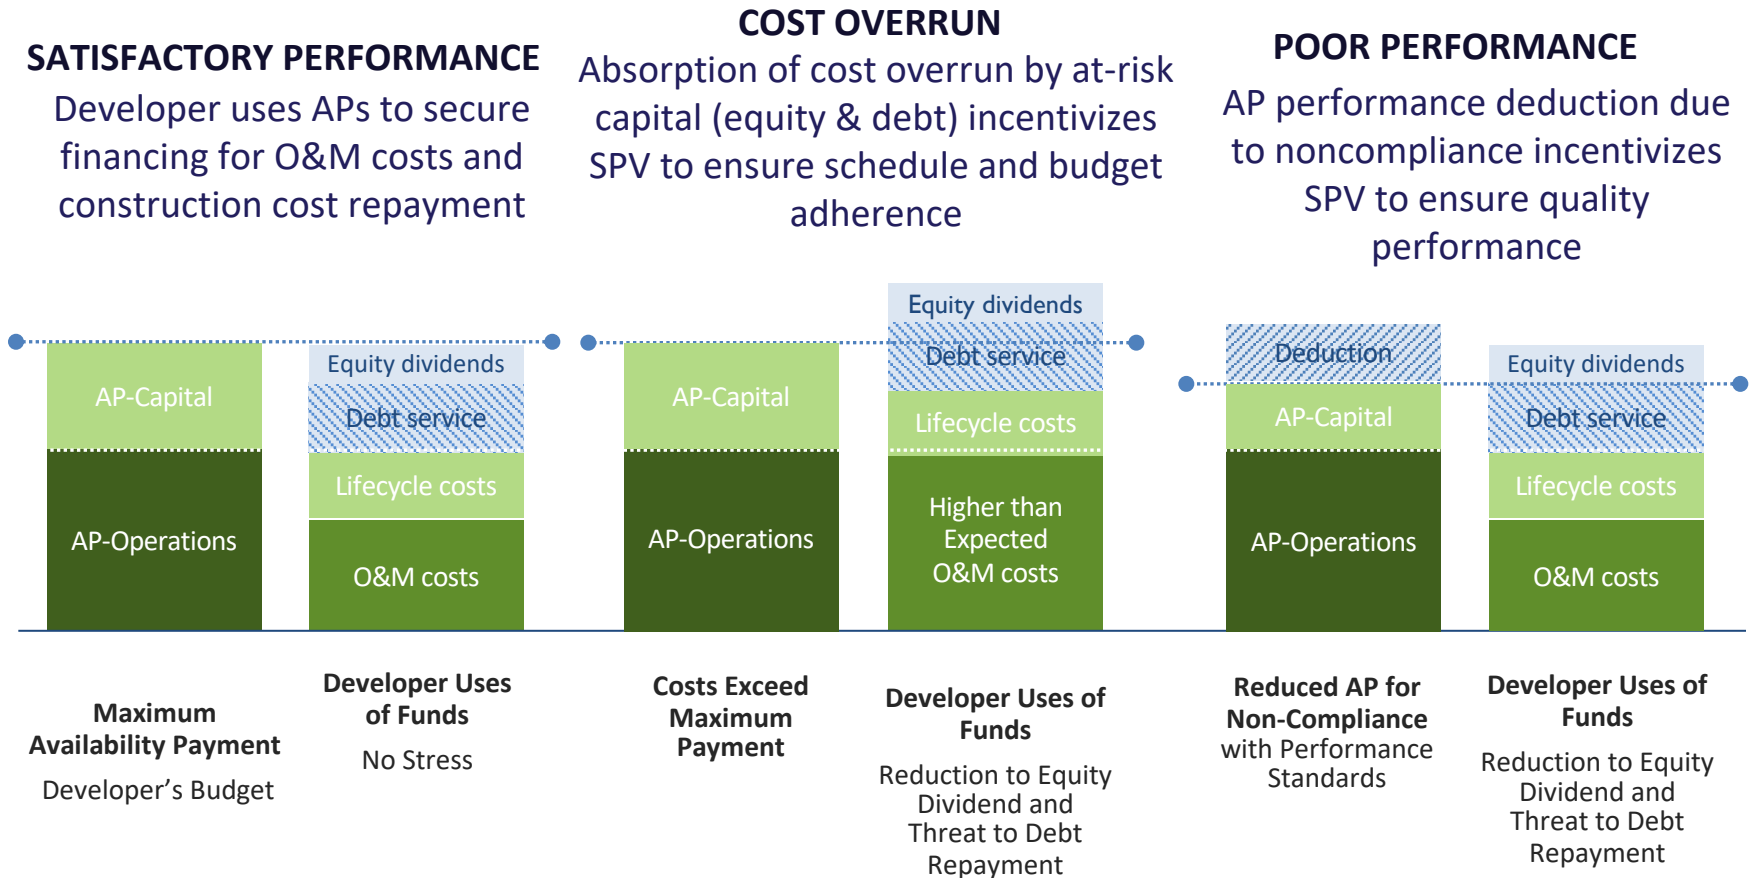 SATISFACTORY PERFORMANCE
Developer uses APs to secure
financing for O&M costs and
construction cost repayment
COST OVERRUN
Absorption of cost overrun by at-risk
capital (equity & debt) incentivizes
SPV to ensure schedule and budget
adherence
POOR PERFORMANCE
AP performance deduction due
to noncompliance incentivizes
SPV to ensure quality
performance
AP-Capital
AP-Operations
Equity dividends
Debt service
Lifecycle costs
O&M costs
AP-Capital
AP-Operations
Equity dividends
Debt service
Lifecycle costs
Higher than
Expected
O&M costs
Deduction
AP-Capital
AP-Operations
Equity dividends
Debt service
Lifecycle costs
O&M costs
Maximum
Availability Payment
Developer's Budget
Developer Uses
of Funds
No Stress
Costs Exceed
Maximum
Payment
Developer Uses of
Funds
Reduction to Equity
Dividend and
Threat to Debt
Repayment
Reduced AP for
Non-Compliance
with Performance
Standards
Developer Uses of
Funds
Reduction to Equity
Dividend and
Threat to Debt
Repayment